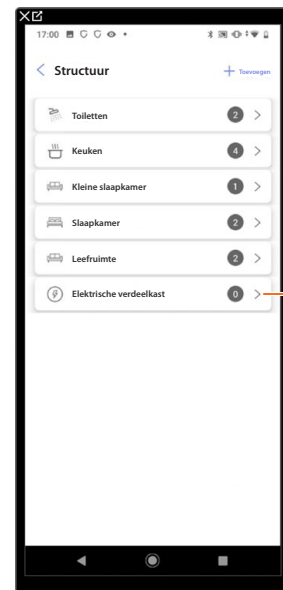 17:00
Structuur
Toevoegen
Toiletten 2
Keuken 4
Kleine slaapkamer 1
Slaapkamer 2
Leefruimte 2
Elektrische verdeelkast 0